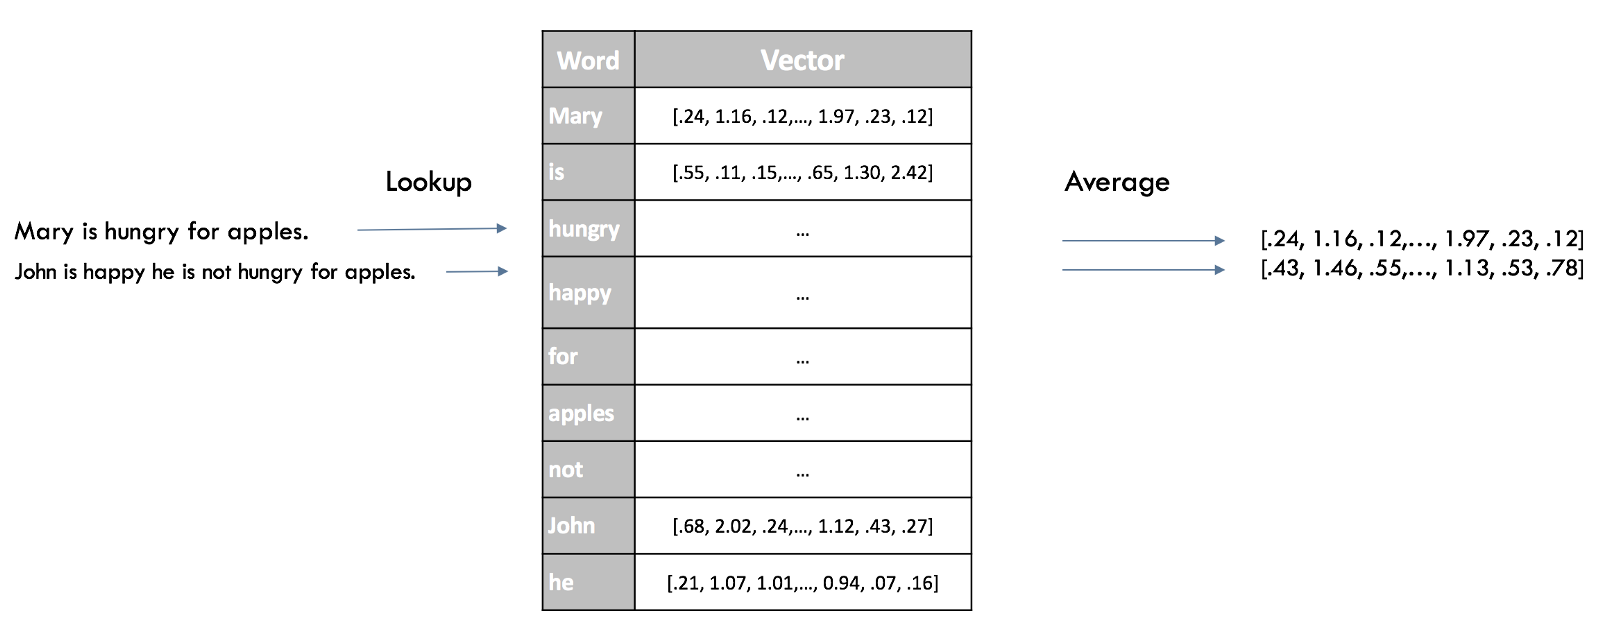 Lookup
Mary is hungry for apples.
John is happy he is not hungry for apples.
Word Vector
Mary [.24, 1.16, .12,..., 1.97, .23, .12]
is [.55, .11, .15,..., .65, 1.30, 2.42]
hungry ...
happy ...
for ...
apples ...
not ...
John [.68, 2.02, .24,..., 1.12, .43, .27]
he [.21, 1.07, 1.01,..., 0.94, .07, .16]
Average
[.24, 1.16, .12,..., 1.97, .23, .12]
[.43, 1.46, .55,..., 1.13, .53, .78]